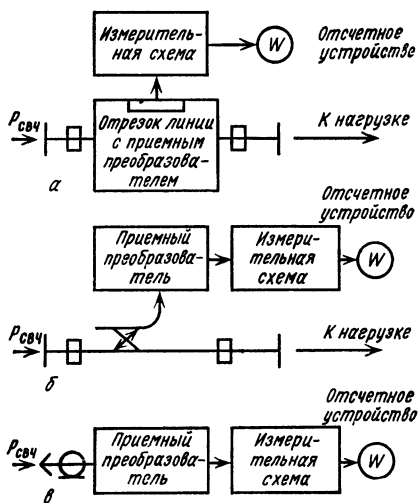 Измеритель-
ная схема
W
Отсчетное
устройстве
Pсвч
Отрезок линии
с приемным
преобразова-
телем
К нагрузке
а
Отсчетное
устройство
Приемный
преобразова-
тель
Измери-
тельная
схема
W
Pсвч
К нагрузке
б
Отсчетное
устройство
Pсвч
Приемный
преобразова-
тель
Измери-
тельная
схема
W
в